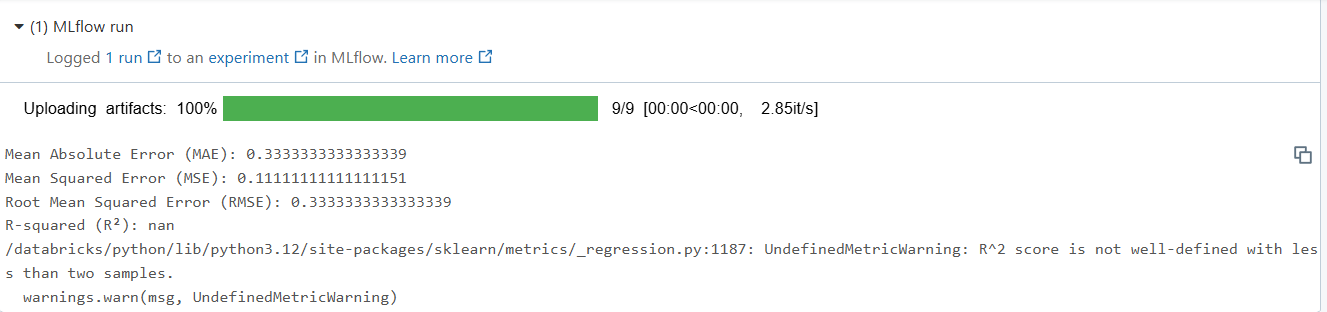 (1) MLflow run
Logged 1 run to an experiment in MLflow. Learn more
Uploading artifacts: 100% 9/9 [00:00<00:00, 2.85it/s]
Mean Absolute Error (MAE): 0.3333333333333339
Mean Squared Error (MSE): 0.11111111111111151
Root Mean Squared Error (RMSE): 0.3333333333333339
R-squared (R²): nan
/databricks/python/lib/python3.12/site-packages/sklearn/metrics/_regression.py:1187: UndefinedMetricWarning: R^2 score is not well-defined with les
s than two samples.
  warnings.warn(msg, UndefinedMetricWarning)